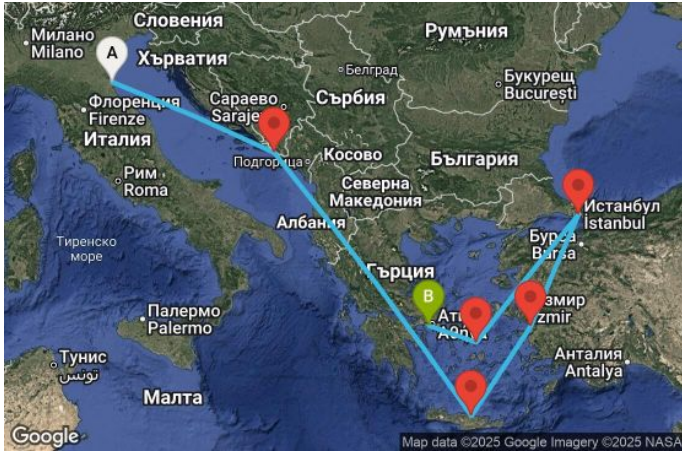 Словения
Милано
Milano
A
Хърватия
Румъния
Белград
Букурещ
București
Флоренция
Firenze
Сараево
Saraje
Сърбия
Италия
Подгорица
Косово
България
Рим
Roma
Северна
Македония
Истанбул
İstanbul
Албания
Бурса
Bursa
Тиренско
море
Гърция
B
Палермо
Palermo
Ати
Αθήνα
змир
zmir
Тунис
تونس
Анталия
Antalya
Малта
Google
Map data ©2025 Google Imagery ©2025 NASA